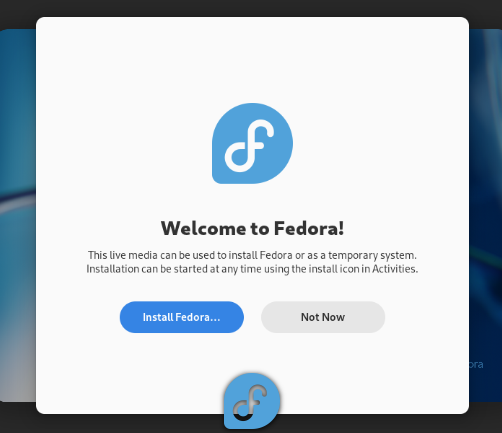 Welcome to Fedora!
This live media can be used to install Fedora or as a temporary system.
Installation can be started at any time using the install icon in Activities.
Install Fedora...
Not Now
ora